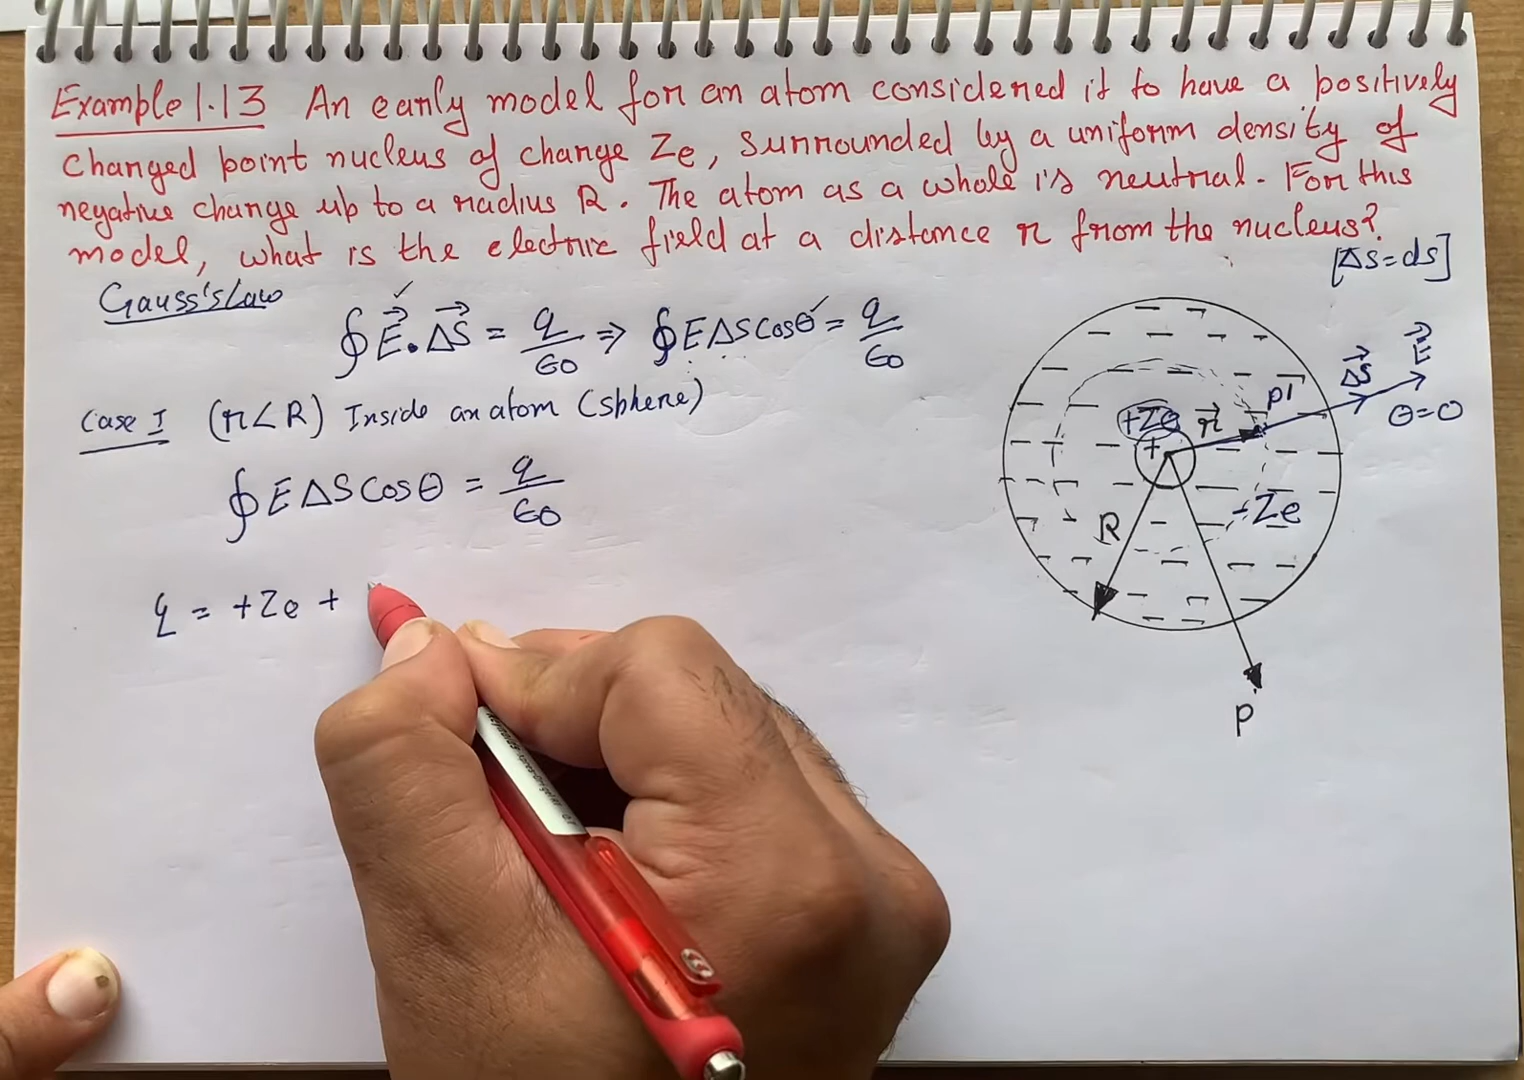 Example 1.13 An early model for an atom considered it to have a positively
charged point nucleus of charge Ze, surrounded by a uniform density of
negative charge up to a radius R. The atom as a whole is neutral. For this
model, what is the electric field at a distance r from the nucleus?
[ΔS=ds]
Gauss's Law
∮E⃗.ΔS⃗ = q/ε0 ⇒ ∮EΔS cosθ = q/ε0
Case I (r<R) Inside an atom (sphere)
∮EΔS cosθ = q/ε0
q = +Ze +
E⃗
ΔS⃗
P'
θ=0
+Ze
r⃗
+
-Ze
R
P